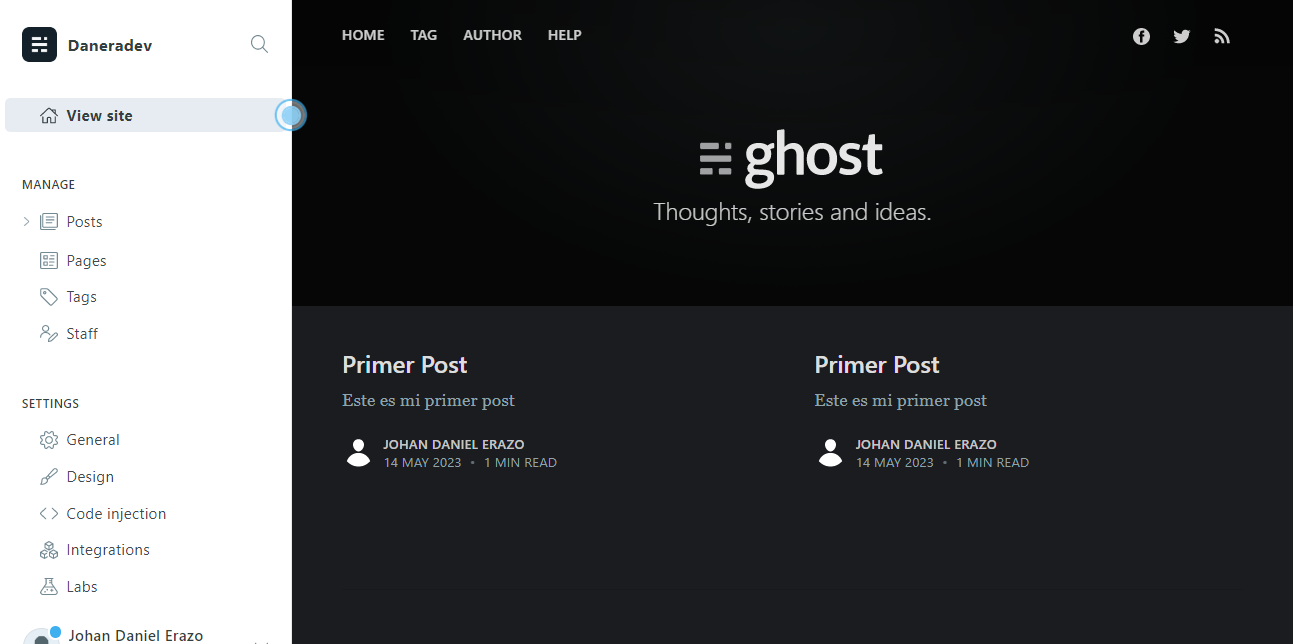 Daneradev
View site
MANAGE
Posts
Pages
Tags
Staff
SETTINGS
General
Design
Code injection
Integrations
Labs
Johan Daniel Erazo
HOME TAG AUTHOR HELP
ghost
Thoughts, stories and ideas.
Primer Post
Este es mi primer post
JOHAN DANIEL ERAZO
14 MAY 2023 • 1 MIN READ
Primer Post
Este es mi primer post
JOHAN DANIEL ERAZO
14 MAY 2023 • 1 MIN READ